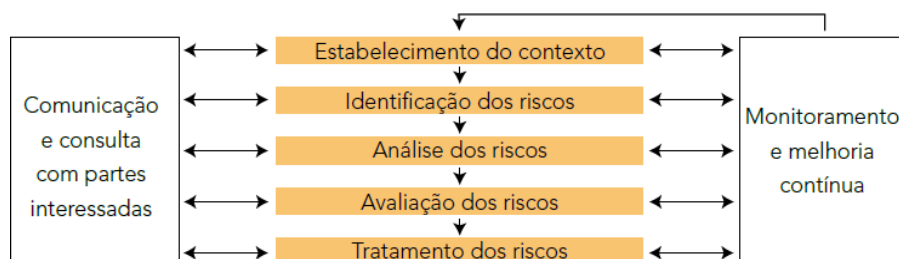 Comunicação
e consulta
com partes
interessadas
Estabelecimento do contexto
Identificação dos riscos
Análise dos riscos
Avaliação dos riscos
Tratamento dos riscos
Monitoramento
e melhoria
contínua